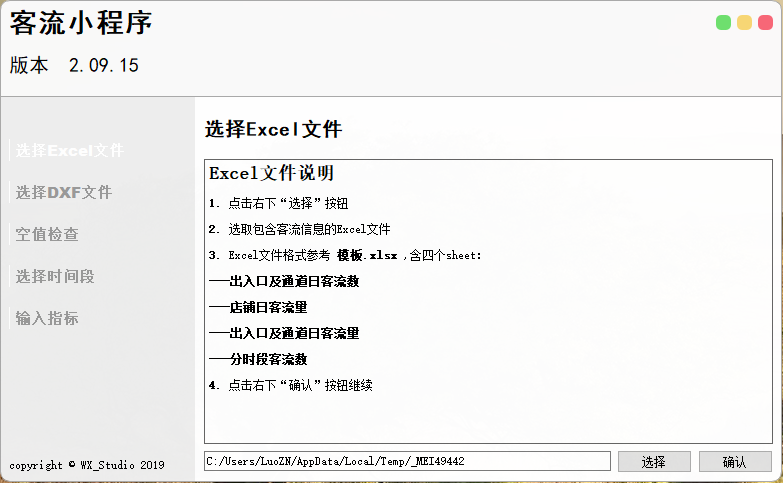 客流小程序
版本 2.09.15
选择Excel文件
选择DXF文件
空值检查
选择时间段
输入指标
copyright © WX_Studio 2019
选择Excel文件
Excel文件说明
1. 点击右下“选择”按钮
2. 选取包含客流信息的Excel文件
3. Excel文件格式参考 模板.xlsx ,含四个sheet:
——出入口及通道日客流数
——店铺日客流量
——出入口及通道日客流量
——分时段客流数
4. 点击右下“确认”按钮继续
C:/Users/LuoZN/AppData/Local/Temp/_MEI49442
选择
确认